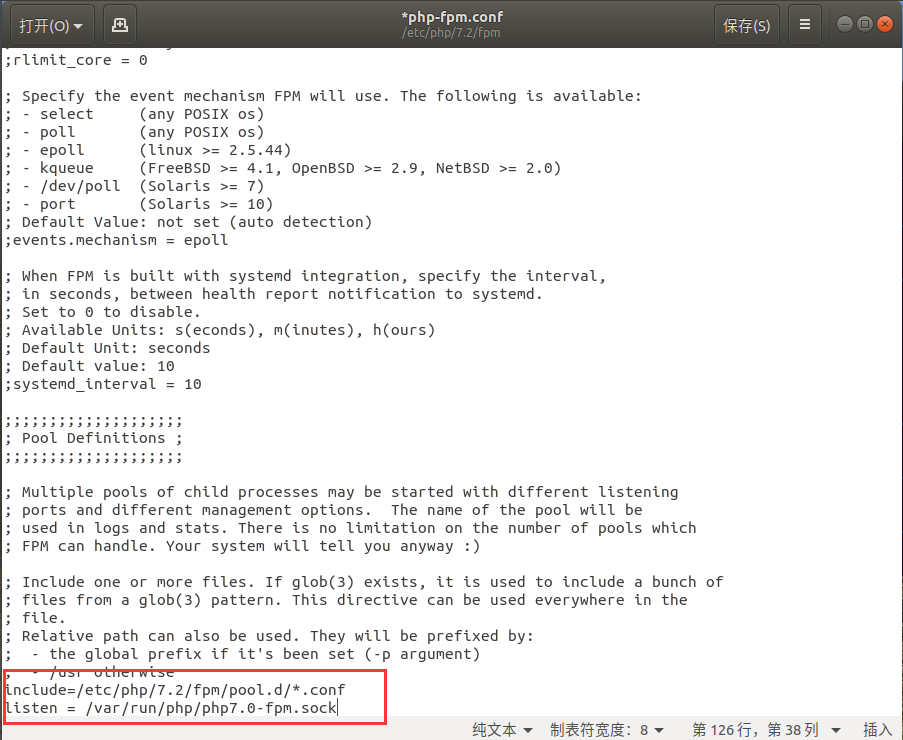 打开(O)
*php-fpm.conf
/etc/php/7.2/fpm
保存(S)
;rlimit_core = 0
; Specify the event mechanism FPM will use. The following is available:
; - select     (any POSIX os)
; - poll       (any POSIX os)
; - epoll      (linux >= 2.5.44)
; - kqueue     (FreeBSD >= 4.1, OpenBSD >= 2.9, NetBSD >= 2.0)
; - /dev/poll  (Solaris >= 7)
; - port       (Solaris >= 10)
; Default Value: not set (auto detection)
;events.mechanism = epoll
; When FPM is built with systemd integration, specify the interval,
; in seconds, between health report notification to systemd.
; Set to 0 to disable.
; Available Units: s(econds), m(inutes), h(ours)
; Default Unit: seconds
; Default value: 10
;systemd_interval = 10
;;;;;;;;;;;;;;;;;;;;
; Pool Definitions ;
;;;;;;;;;;;;;;;;;;;;
; Multiple pools of child processes may be started with different listening
; ports and different management options.  The name of the pool will be
; used in logs and stats. There is no limitation on the number of pools which
; FPM can handle. Your system will tell you anyway :)
; Include one or more files. If glob(3) exists, it is used to include a bunch of
; files from a glob(3) pattern. This directive can be used everywhere in the
; file.
; Relative path can also be used. They will be prefixed by:
;  - the global prefix if it's been set (-p argument)
;  - /usr otherwise
include=/etc/php/7.2/fpm/pool.d/*.conf
listen = /var/run/php/php7.0-fpm.sock
纯文本 制表符宽度：8 第 126 行，第 38 列 插入